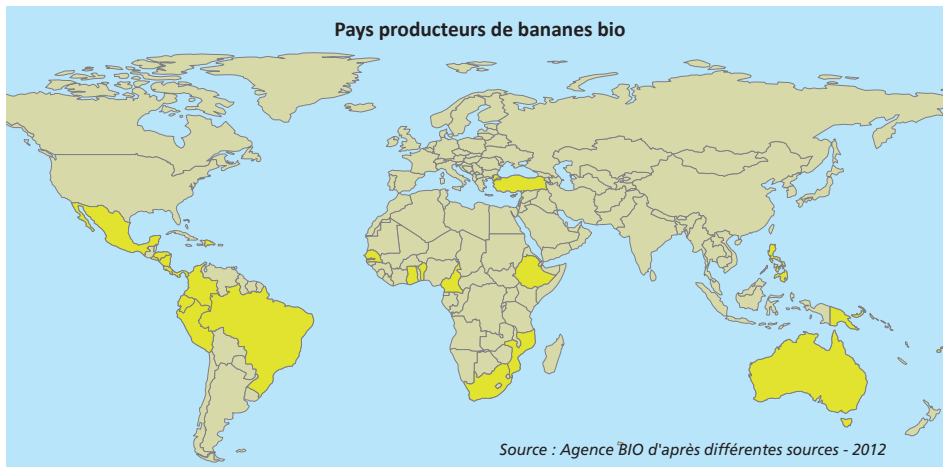 Pays producteurs de bananes bio
Source : Agence BIO d'après différentes sources - 2012